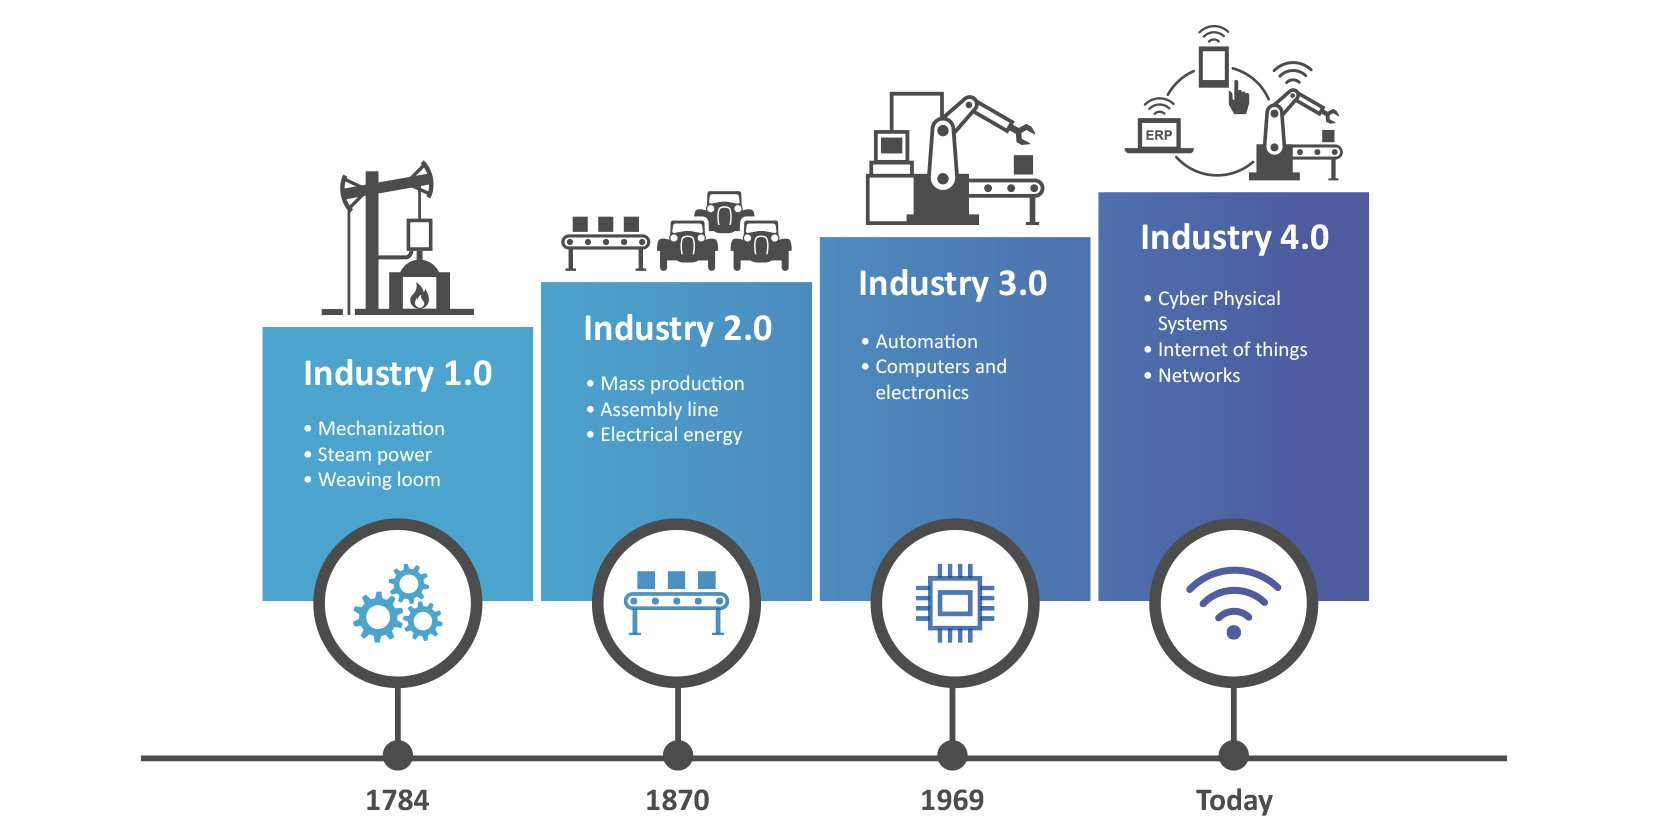 ERP
Industry 1.0
• Mechanization
• Steam power
• Weaving loom
Industry 2.0
• Mass production
• Assembly line
• Electrical energy
Industry 3.0
• Automation
• Computers and
electronics
Industry 4.0
• Cyber Physical
Systems
• Internet of things
• Networks
1784
1870
1969
Today